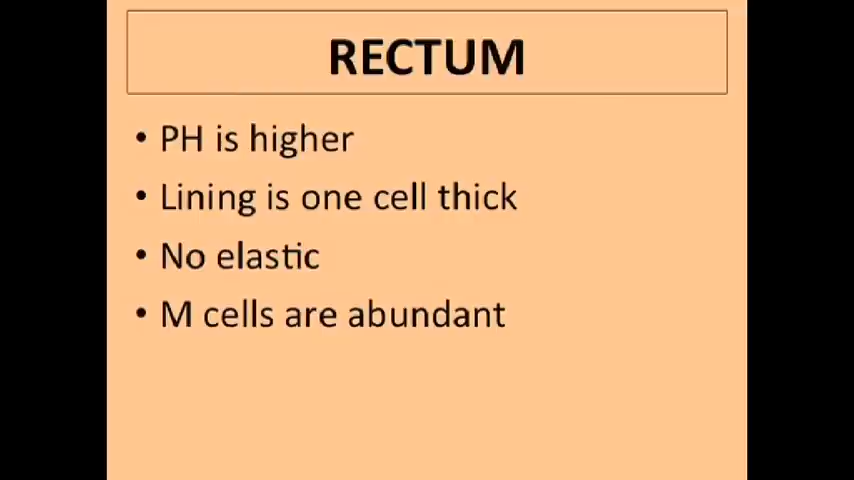 RECTUM
• PH is higher
• Lining is one cell thick
• No elastic
• M cells are abundant